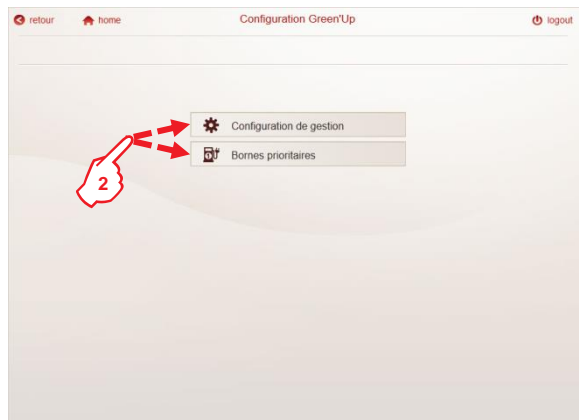 retour home Configuration Green'Up logout
Configuration de gestion
Bornes prioritaires
2